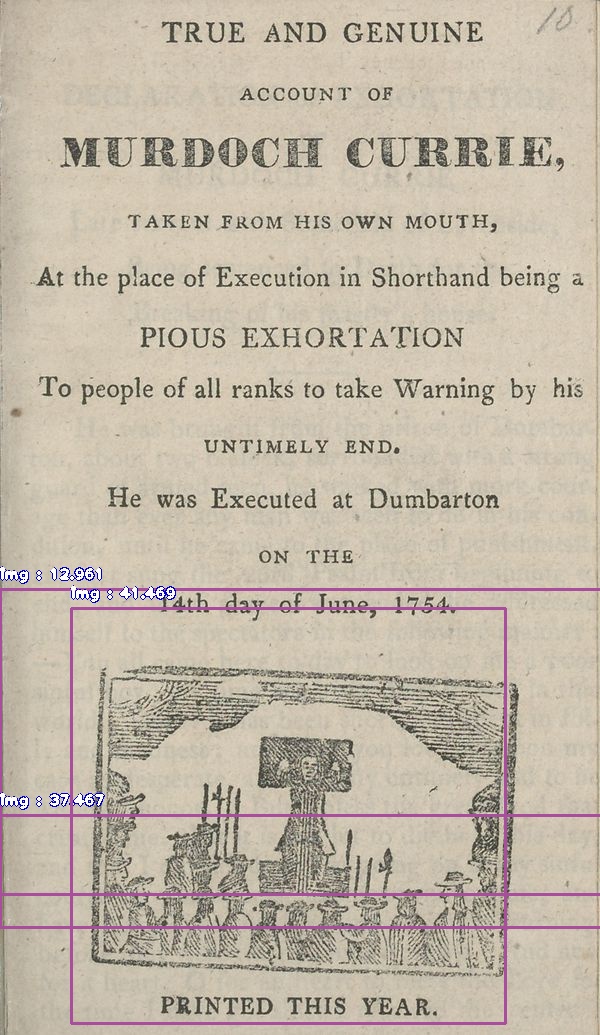 10.
TRUE AND GENUINE
ACCOUNT OF
MURDOCH CURRIE,
TAKEN FROM HIS OWN MOUTH,
At the place of Execution in Shorthand being a
PIOUS EXHORTATION
To people of all ranks to take Warning by his
UNTIMELY END.
He was Executed at Dumbarton
ON THE
Img : 12.961
Img : 41.469
14th day of June, 1754.
Img : 37.467
PRINTED THIS YEAR.